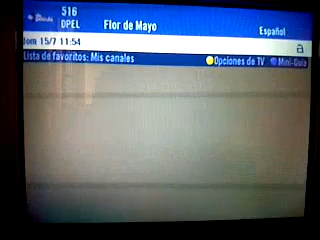 516
DPEL
Flor de Mayo
Español
dom 15/7 11:54
Lista de favoritos: Mis canales
Opciones de TV
Mini-Guía